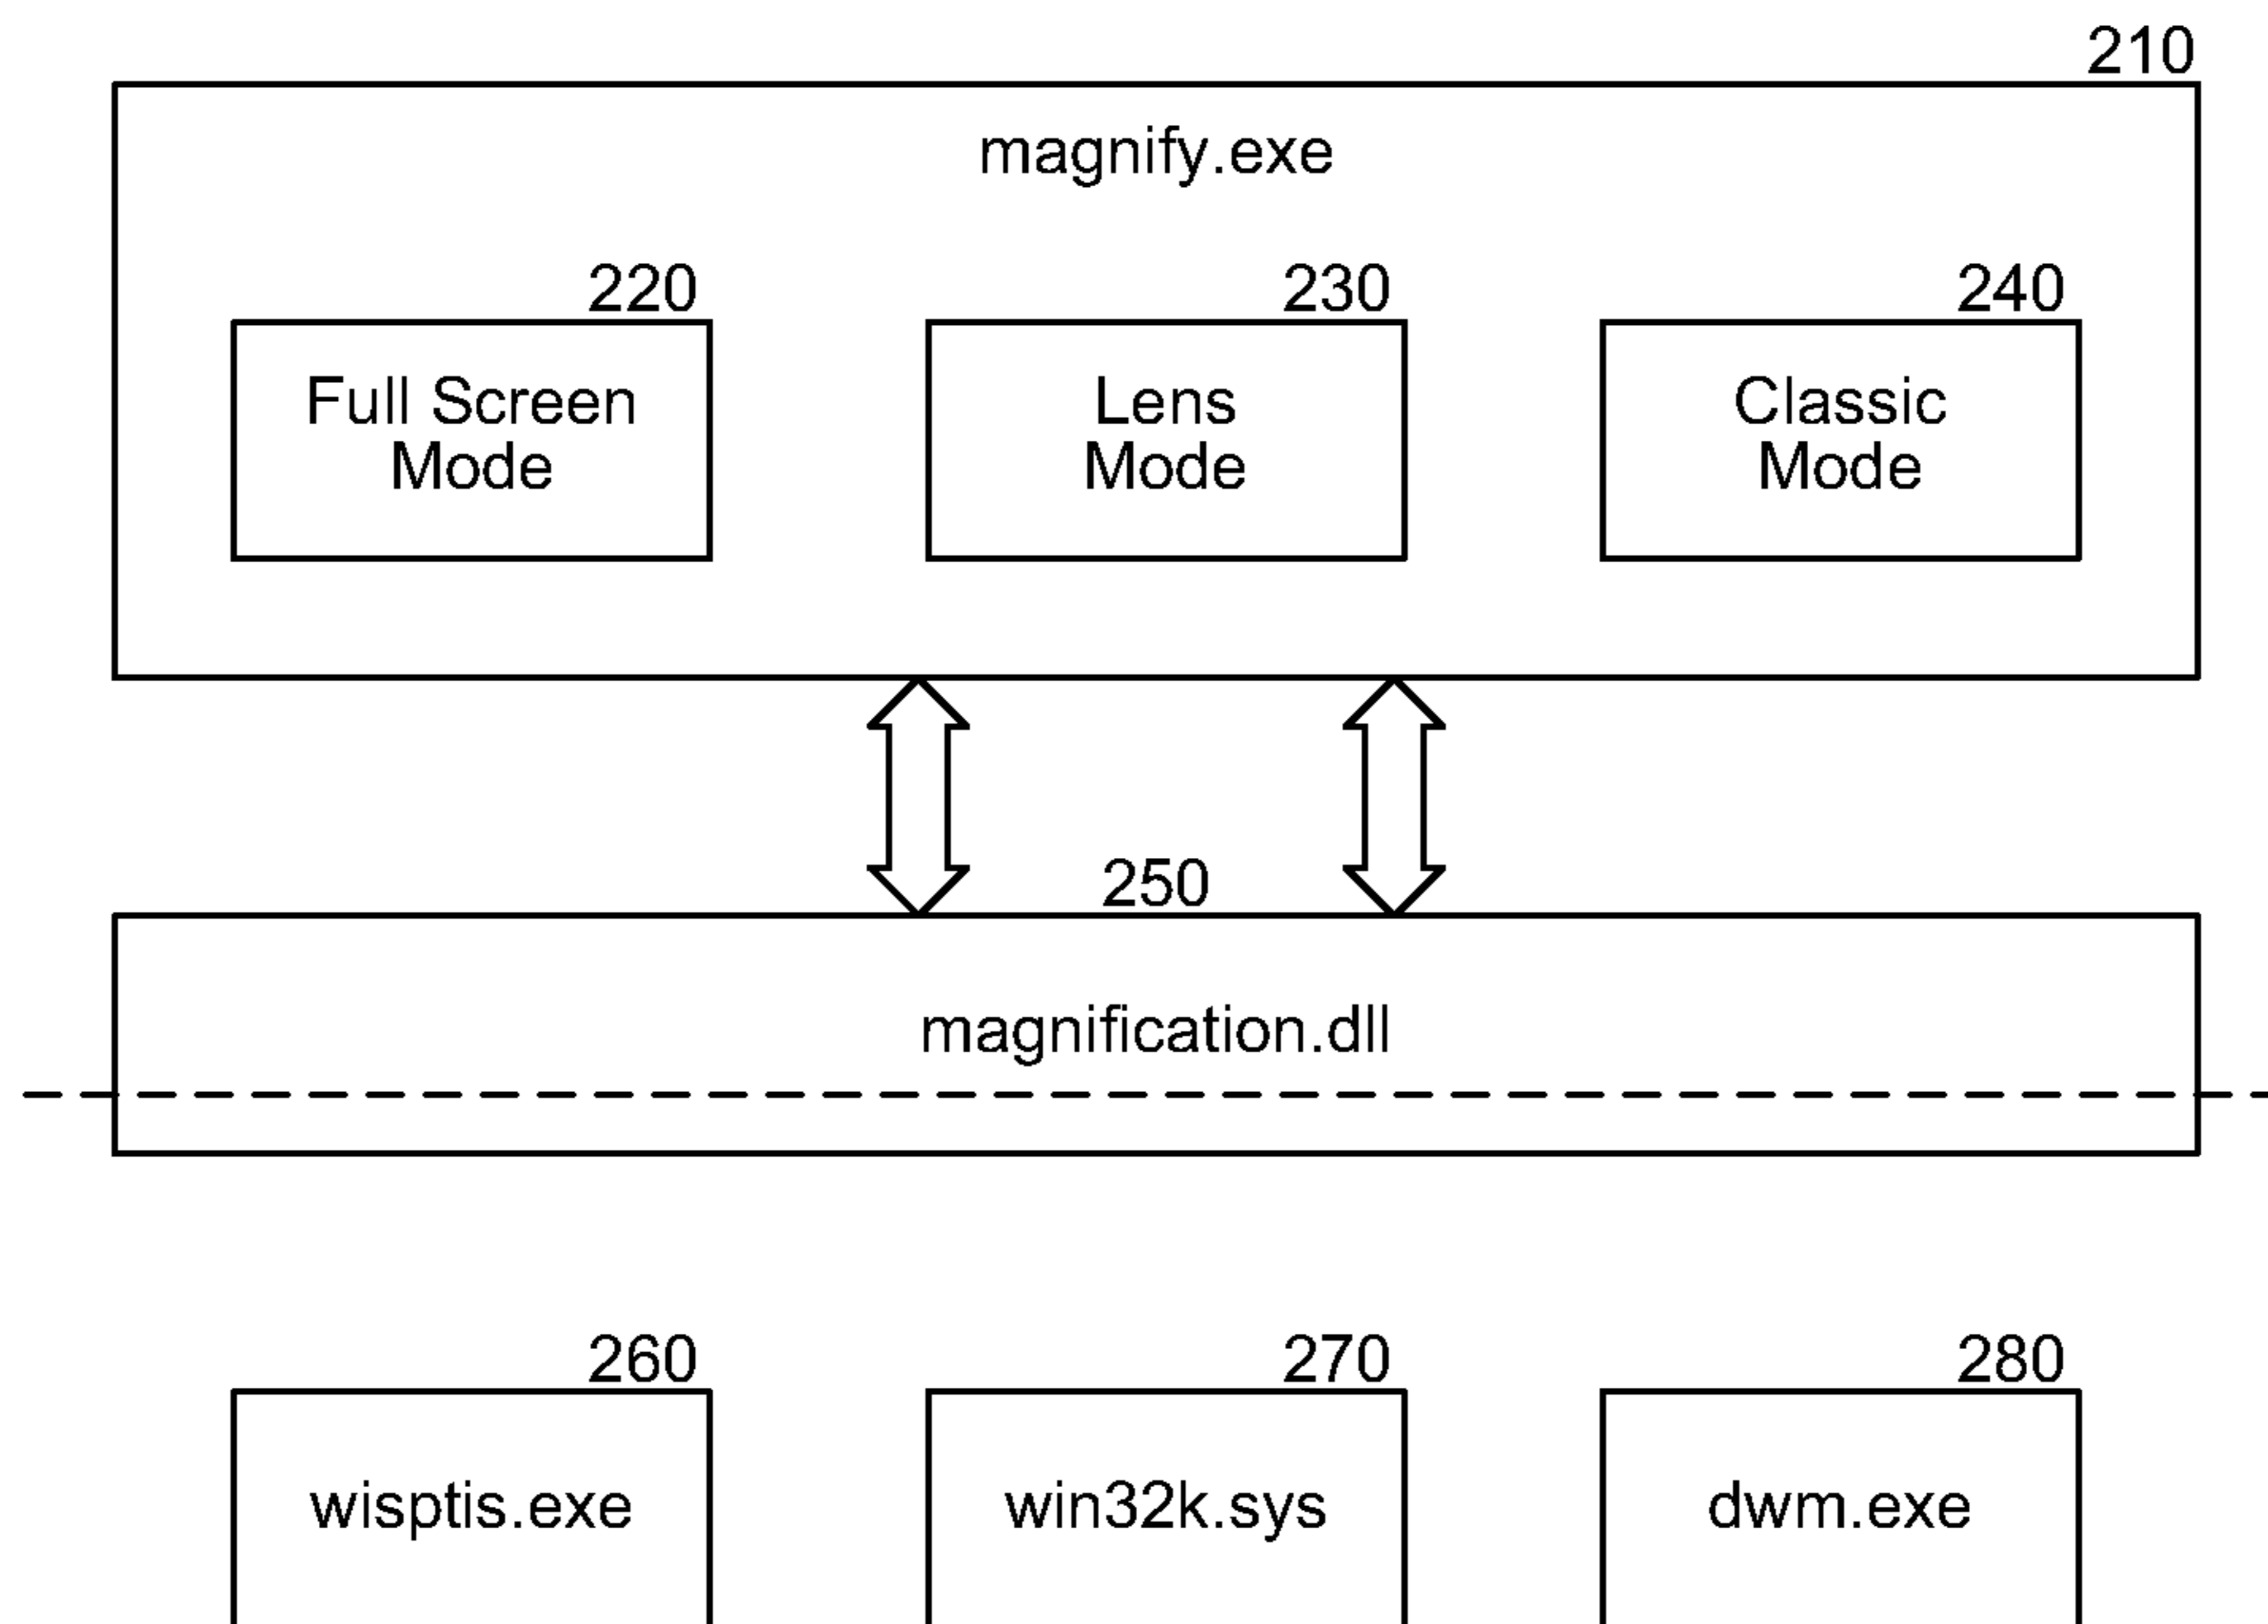 210
magnify.exe
220
230
240
Full Screen
Mode
Lens
Mode
Classic
Mode
250
magnification.dll
260
270
280
wisptis.exe
win32k.sys
dwm.exe